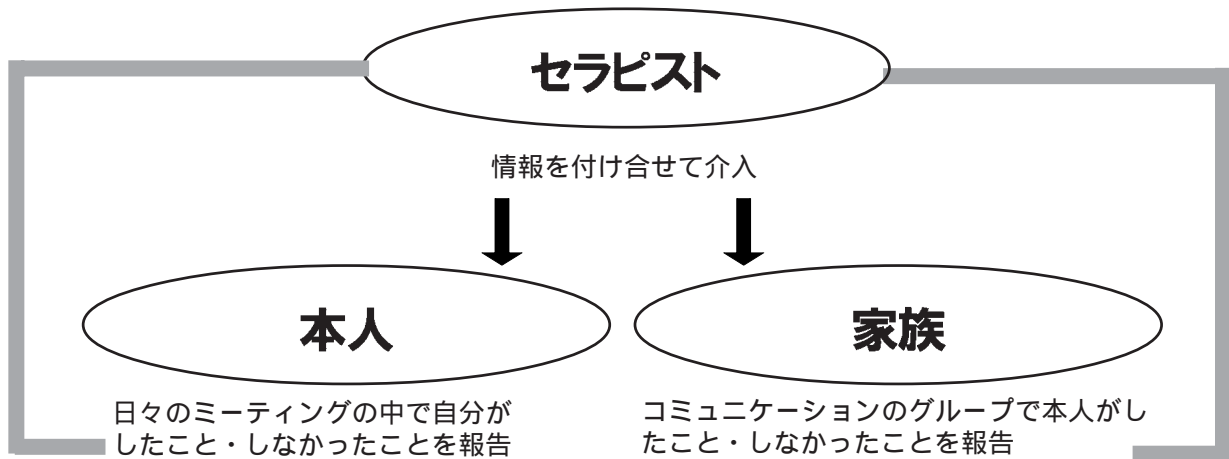 セラピスト
情報を付け合せて介入
本人
家族
日々のミーティングの中で自分が
したこと・しなかったことを報告
コミュニケーションのグループで本人がし
たこと・しなかったことを報告